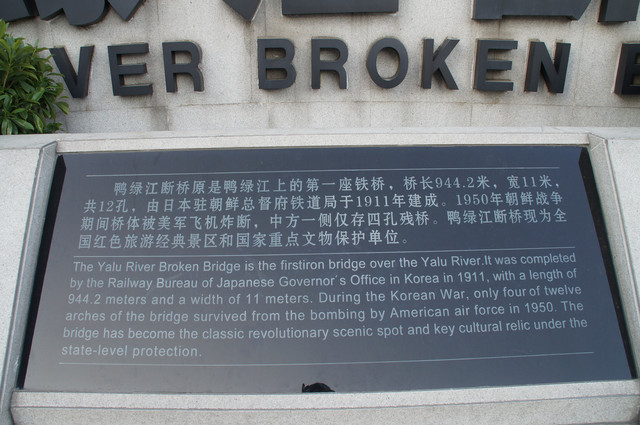 VER BROKEN B
鸭绿江断桥原是鸭绿江上的第一座铁桥，桥长944.2米，宽11米，
共12孔，由日本驻朝鲜总督府铁道局于1911年建成。1950年朝鲜战争
期间桥体被美军飞机炸断，中方一侧仅存四孔残桥。鸭绿江断桥现为全
国红色旅游经典景区和国家重点文物保护单位。
The Yalu River Broken Bridge is the firstiron bridge over the Yalu River.It was completed
by the Railway Bureau of Japanese Governor's Office in Korea in 1911, with a length of
944.2 meters and a width of 11 meters. During the Korean War, only four of twelve
arches of the bridge survived from the bombing by American air force in 1950. The
bridge has become the classic revolutionary scenic spot and key cultural relic under the
state-level protection.